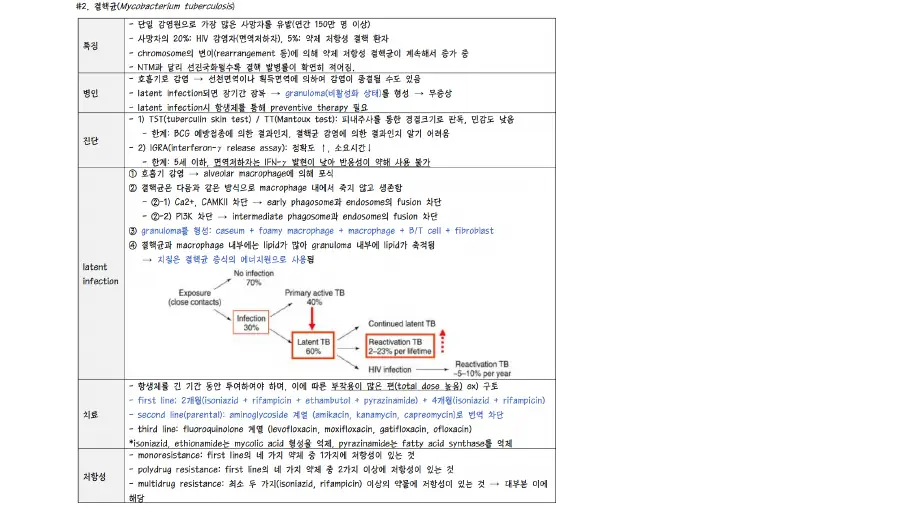 #2. 결핵균(Mycobacterium tuberculosis)
특징
- 단일 감염원으로 가장 많은 사망자를 유발(연간 150만 명 이상)
- 사망자의 20%: HIV 감염자(면역저하자), 5%: 약제 저항성 결핵 환자
- chromosome의 변이(rearrangement 등)에 의해 약제 저항성 결핵균이 계속해서 증가 중
- NTM과 달리 선진국화될수록 결핵 발병률이 확연히 적어짐.
병인
- 호흡기로 감염 → 선천면역이나 획득면역에 의하여 감염이 종결될 수도 있음
- latent infection되면 장기간 잠복 → granuloma(비활성화 상태)를 형성 → 무증상
- latent infection시 항생제를 통해 preventive therapy 필요
진단
- 1) TST(tuberculin skin test) / TT(Mantoux test): 피내주사를 통한 경결크기로 판독, 민감도 낮음
- 한계: BCG 예방접종에 의한 결과인지, 결핵균 감염에 의한 결과인지 알기 어려움
- 2) IGRA(interferon-γ release assay): 정확도 ↑, 소요시간↓
- 한계: 5세 이하, 면역저하자는 IFN-γ 발현이 낮아 반응성이 약해 사용 불가
latent
infection
① 호흡기 감염 → alveolar macrophage에 의해 포식
② 결핵균은 다음과 같은 방식으로 macrophage 내에서 죽지 않고 생존함
- ②-1) Ca2+, CAMKII 차단 → early phagosome과 endosome의 fusion 차단
- ②-2) PI3K 차단 → intermediate phagosome과 endosome의 fusion 차단
③ granuloma를 형성: caseum + foamy macrophage + macrophage + B/T cell + fibroblast
④ 결핵균과 macrophage 내부에는 lipid가 많아 granuloma 내부에 lipid가 축적됨
→ 지질은 결핵균 증식의 에너지원으로 사용됨
No infection
70%
Exposure
(close contacts)
Primary active TB
40%
Infection
30%
Continued latent TB
Latent TB
60%
Reactivation TB
2–23% per lifetime
HIV infection
Reactivation TB
~5–10% per year
치료
- 항생제를 긴 기간 동안 투여하여야 하며, 이에 따른 부작용이 많은 편(total dose 높음) ex) 구토
- first line: 2개월(isoniazid + rifampicin + ethambutol + pyrazinamide) + 4개월(isoniazid + rifampicin)
- second line(parental): aminoglycoside 계열 (amikacin, kanamycin, capreomycin)로 번역 차단
- third line: fluoroquinolone 계열 (levofloxacin, moxifloxacin, gatifloxacin, ofloxacin)
*isoniazid, ethionamide는 mycolic acid 형성을 억제, pyrazinamide는 fatty acid synthase를 억제
저항성
- monoresistance: first line의 네 가지 약제 중 1가지에 저항성이 있는 것
- polydrug resistance: first line의 네 가지 약제 중 2가지 이상에 저항성이 있는 것
- multidrug resistance: 최소 두 가지(isoniazid, rifampicin) 이상의 약물에 저항성이 있는 것 → 대부분 이에
해당